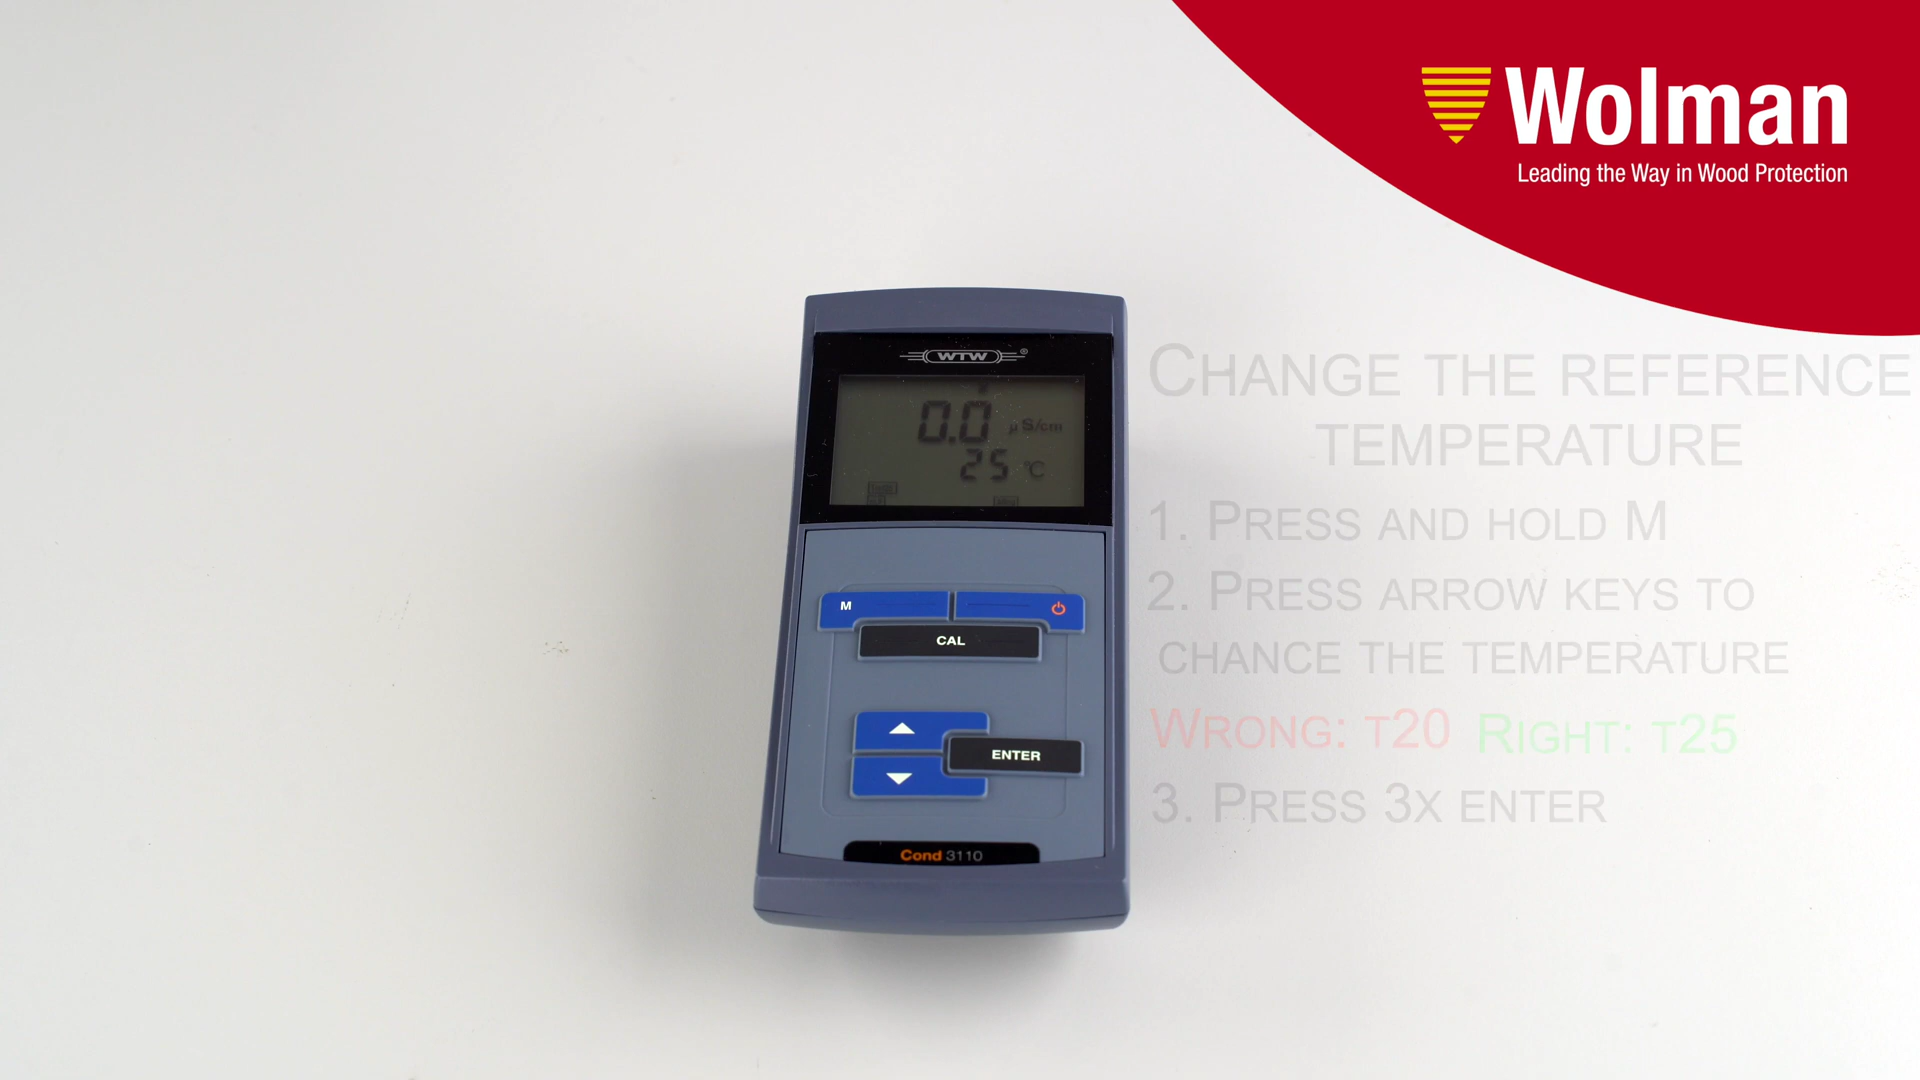 Wolman
Leading the Way in Wood Protection
WTW®
0.0 µS/cm
25 °C
M
CAL
ENTER
Cond 3110
CHANGE THE REFERENCE
TEMPERATURE
1. PRESS AND HOLD M
2. PRESS ARROW KEYS TO
CHANCE THE TEMPERATURE
WRONG: T20 RIGHT: T25
3. PRESS 3X ENTER